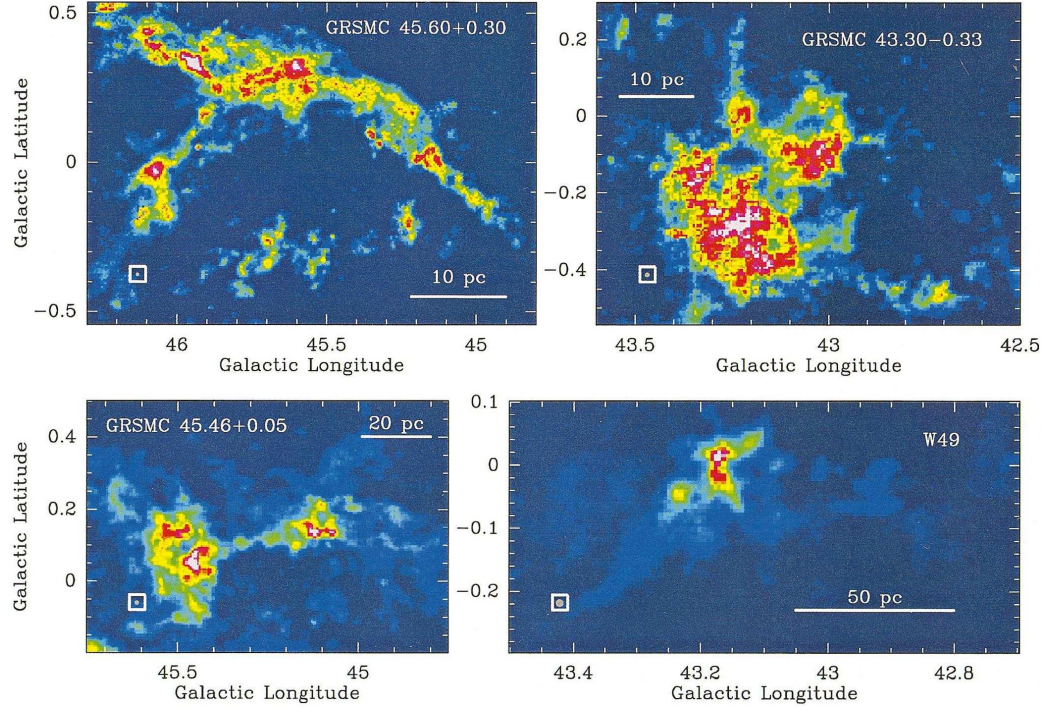 GRSMC 45.60+0.30
10 pc
0.5
0
−0.5
46
45.5
45
Galactic Longitude
Galactic Latitude
GRSMC 43.30−0.33
10 pc
0.2
0
−0.2
−0.4
43.5
43
42.5
Galactic Longitude
Galactic Latitude
GRSMC 45.46+0.05
20 pc
0.4
0.2
0
45.5
45
Galactic Longitude
Galactic Latitude
W49
50 pc
0.1
0
−0.1
−0.2
43.4
43.2
43
42.8
Galactic Longitude
Galactic Latitude